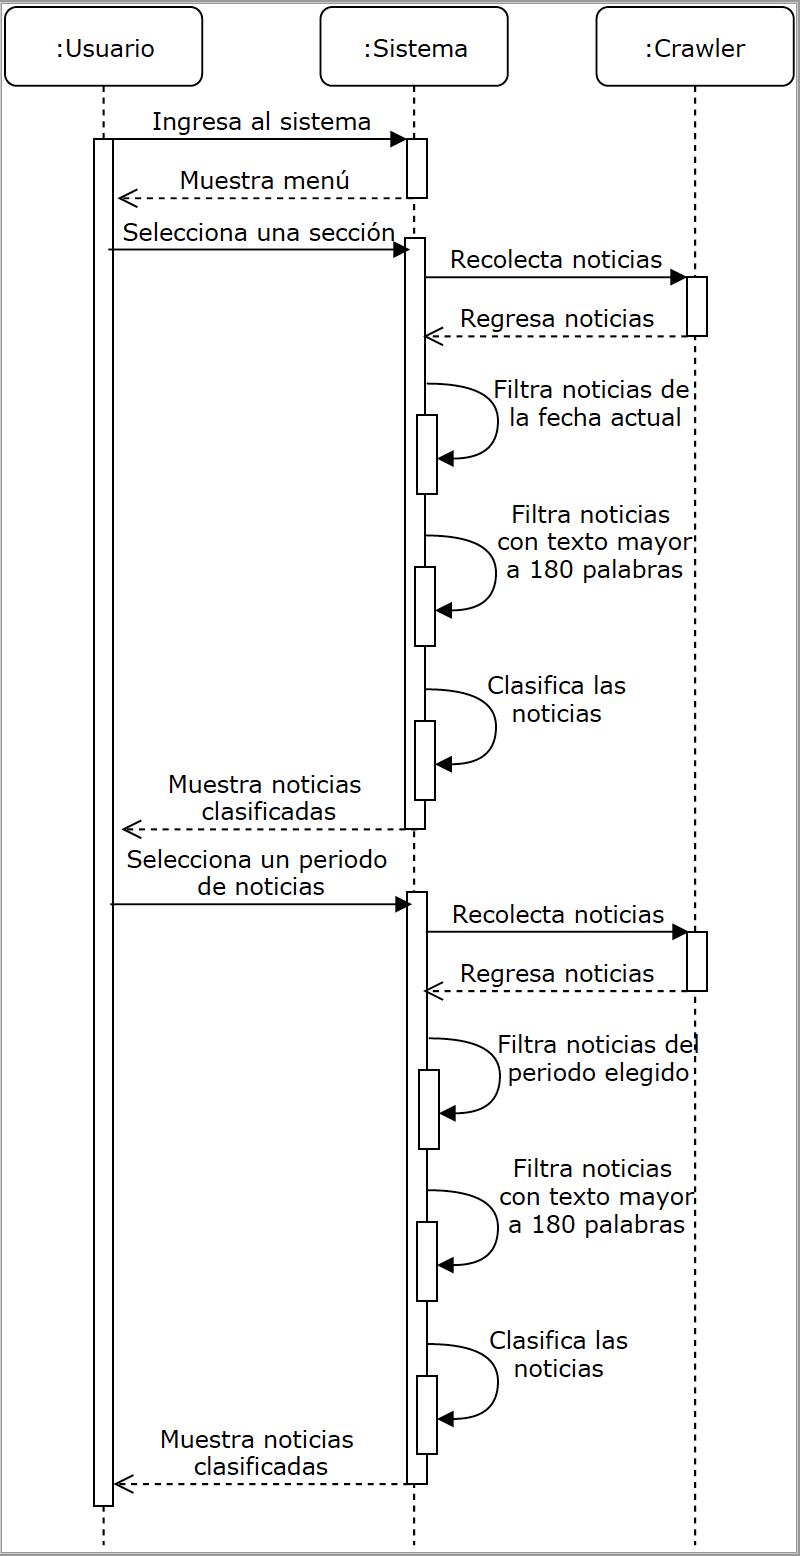 :Usuario
:Sistema
:Crawler
Ingresa al sistema
Muestra menú
Selecciona una sección
Recolecta noticias
Regresa noticias
Filtra noticias de
la fecha actual
Filtra noticias
con texto mayor
a 180 palabras
Clasifica las
noticias
Muestra noticias
clasificadas
Selecciona un periodo
de noticias
Recolecta noticias
Regresa noticias
Filtra noticias del
periodo elegido
Filtra noticias
con texto mayor
a 180 palabras
Clasifica las
noticias
Muestra noticias
clasificadas